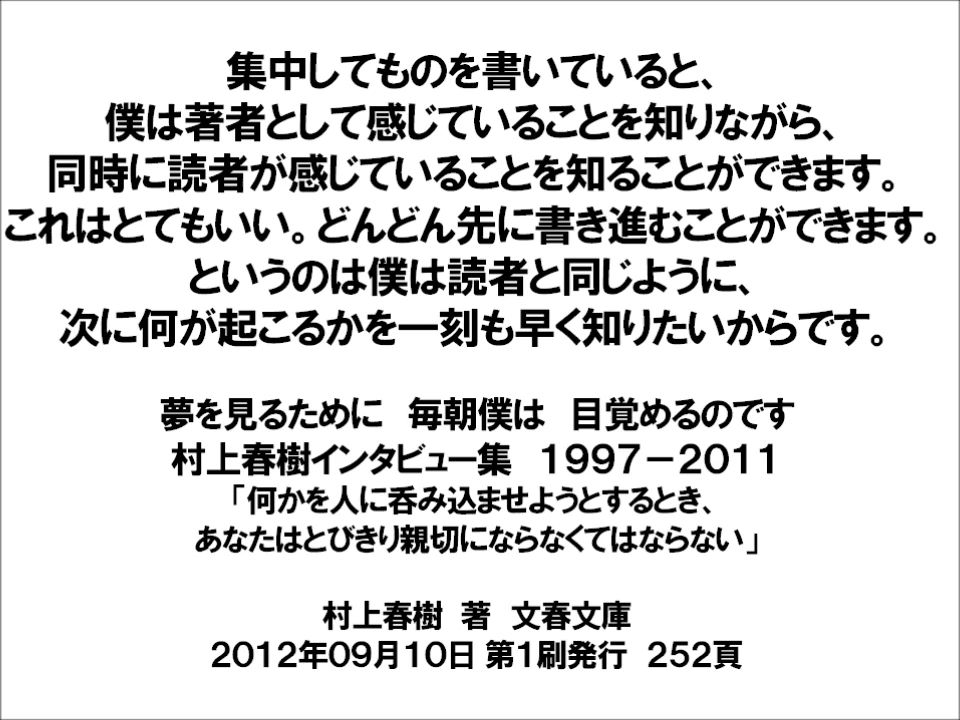 集中してものを書いていると、
僕は著者として感じていることを知りながら、
同時に読者が感じていることを知ることができます。
これはとてもいい。どんどん先に書き進むことができます。
というのは僕は読者と同じように、
次に何が起こるかを一刻も早く知りたいからです。
夢を見るために　毎朝僕は　目覚めるのです
村上春樹インタビュー集　１９９７－２０１１
「何かを人に呑み込ませようとするとき、
あなたはとびきり親切にならなくてはならない」
村上春樹　著　文春文庫
２０１２年０９月１０日 第１刷発行　２５２頁